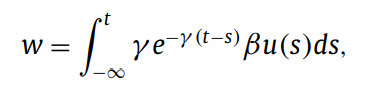 w = ∫_{-∞}^{t} γe^{-γ(t-s)} βu(s)ds,